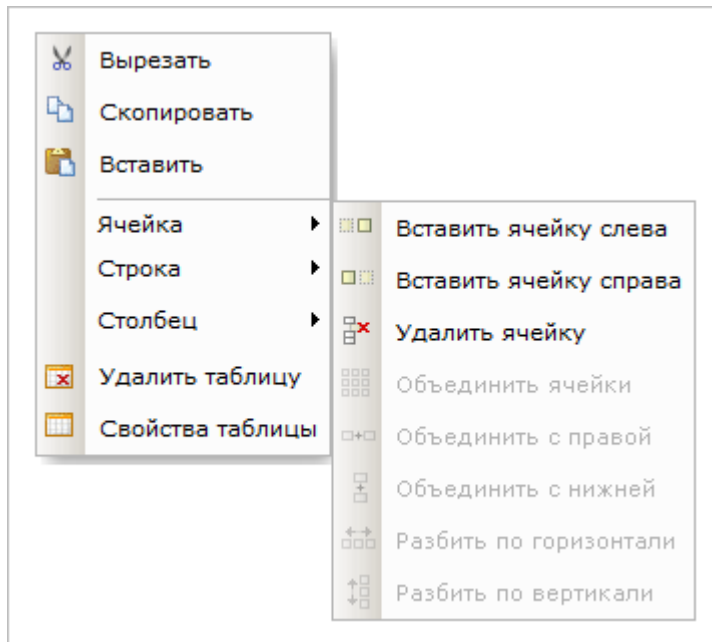 Вырезать
Скопировать
Вставить
Ячейка
Строка
Столбец
Удалить таблицу
Свойства таблицы
Вставить ячейку слева
Вставить ячейку справа
Удалить ячейку
Объединить ячейки
Объединить с правой
Объединить с нижней
Разбить по горизонтали
Разбить по вертикали